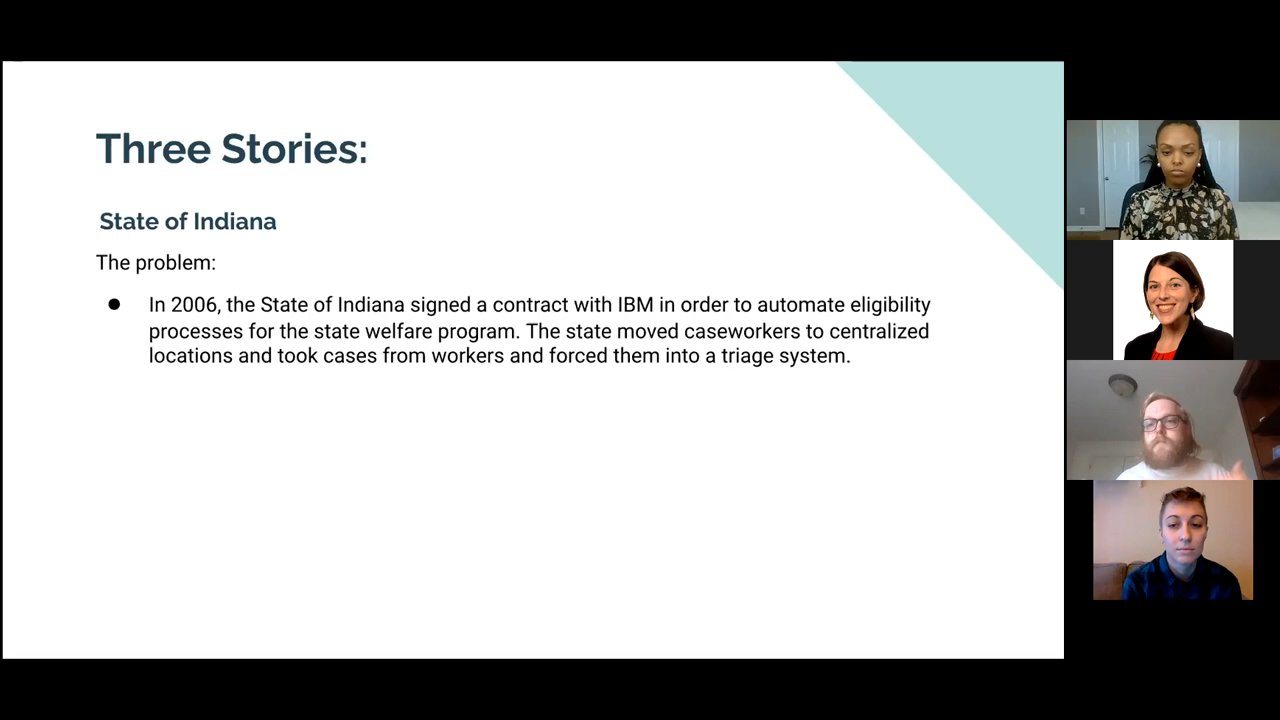 Three Stories:
State of Indiana
The problem:
● In 2006, the State of Indiana signed a contract with IBM in order to automate eligibility
processes for the state welfare program. The state moved caseworkers to centralized
locations and took cases from workers and forced them into a triage system.